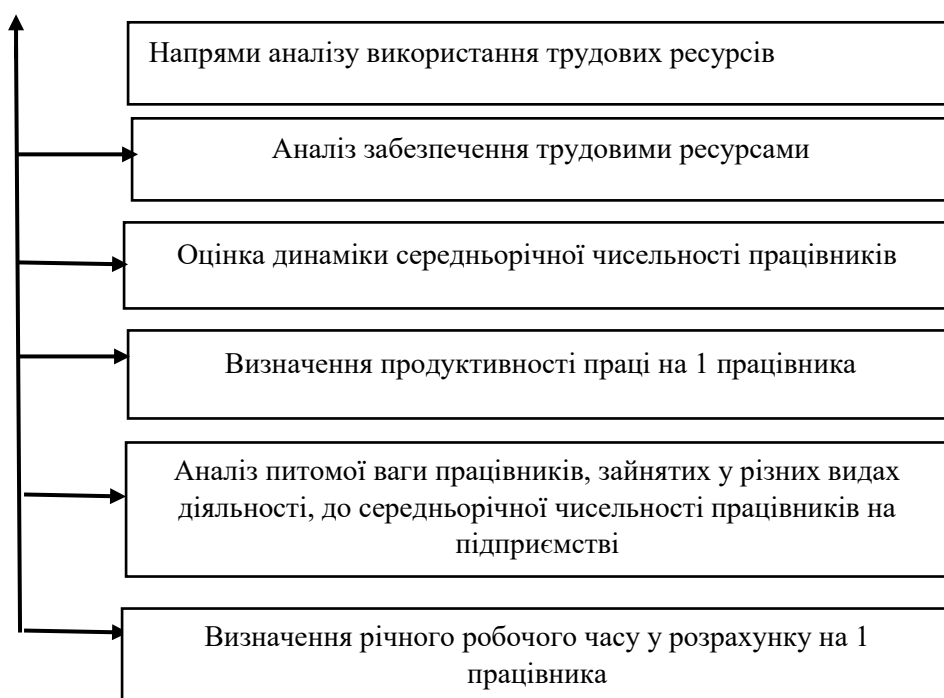 Напрями аналізу використання трудових ресурсів
Аналіз забезпечення трудовими ресурсами
Оцінка динаміки середньорічної чисельності працівників
Визначення продуктивності праці на 1 працівника
Аналіз питомої ваги працівників, зайнятих у різних видах
діяльності, до середньорічної чисельності працівників на
підприємстві
Визначення річного робочого часу у розрахунку на 1
працівника